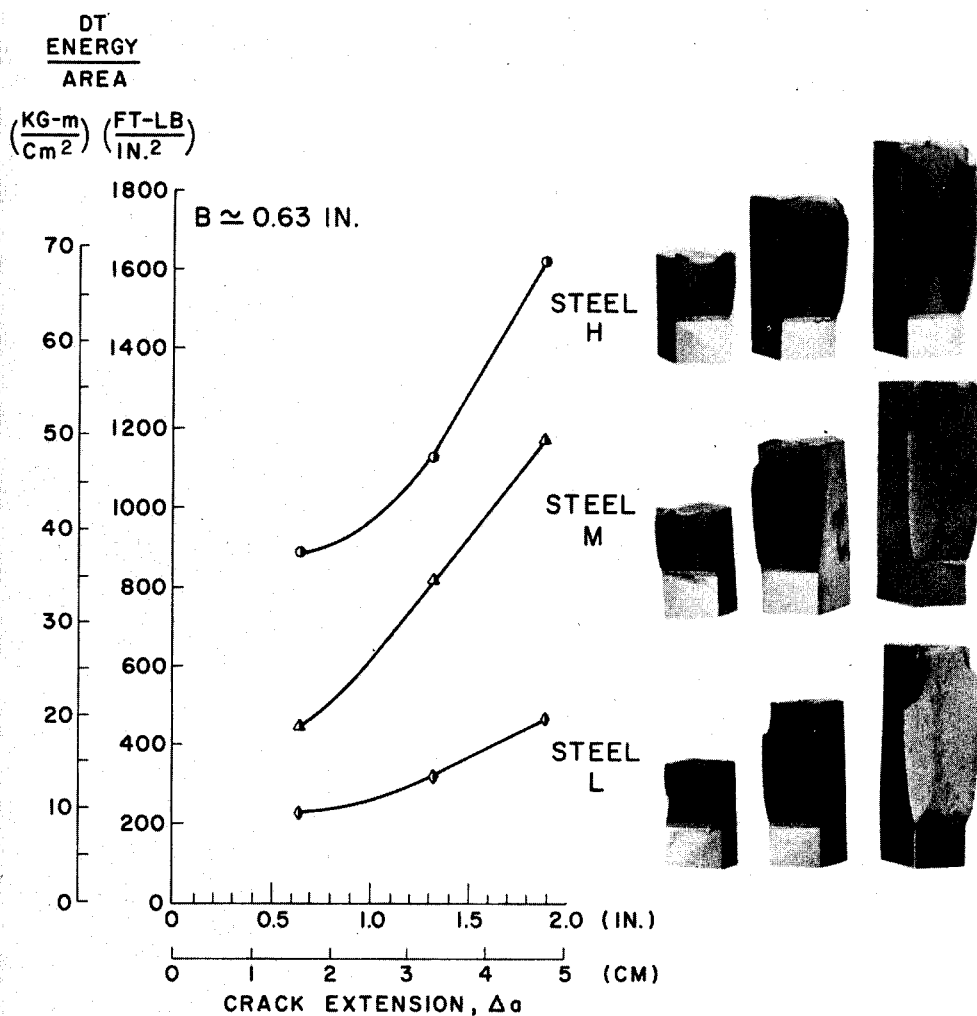 DT
ENERGY
AREA
(KG-m/Cm²) (FT-LB/IN.²)
1800
B ≃ 0.63 IN.
70
1600
STEEL
H
60
1400
1200
50
1000
STEEL
M
40
800
30
600
20
400
STEEL
L
10
200
0
0
0 0.5 1.0 1.5 2.0 (IN.)
0 1 2 3 4 5 (CM)
CRACK EXTENSION, Δa